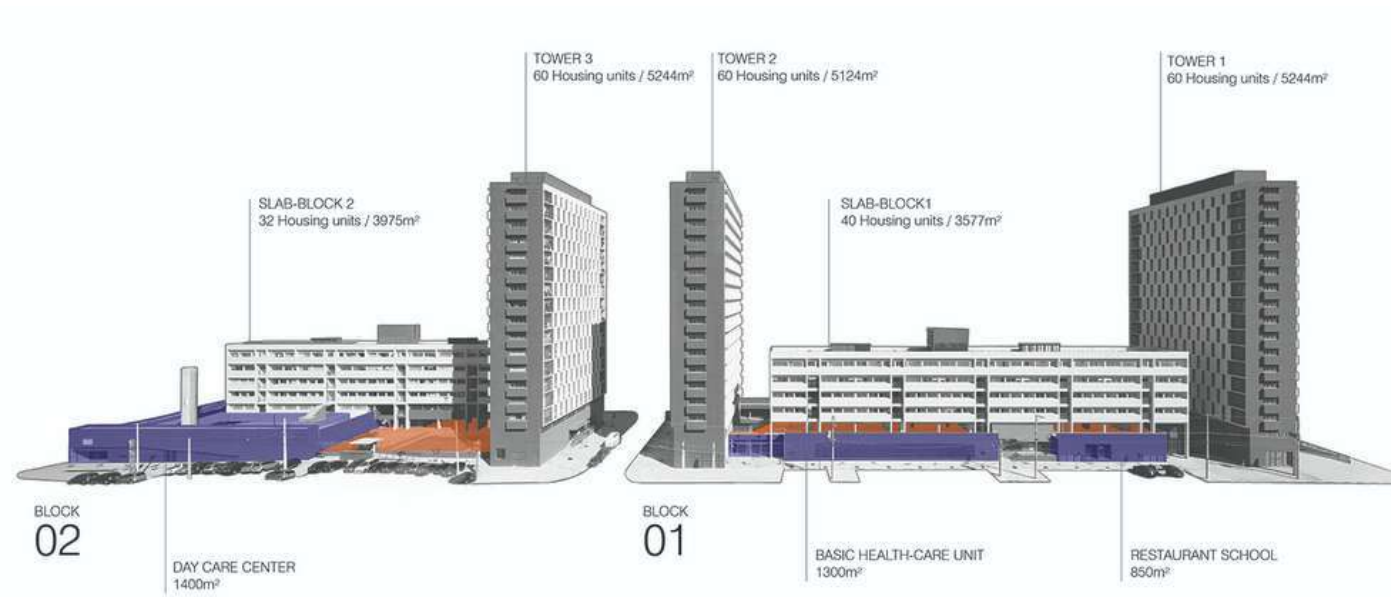 TOWER 3
60 Housing units / 5244m²
TOWER 2
60 Housing units / 5124m²
TOWER 1
60 Housing units / 5244m²
SLAB-BLOCK 2
32 Housing units / 3975m²
SLAB-BLOCK1
40 Housing units / 3577m²
BLOCK
02
BLOCK
01
DAY CARE CENTER
1400m²
BASIC HEALTH-CARE UNIT
1300m²
RESTAURANT SCHOOL
850m²